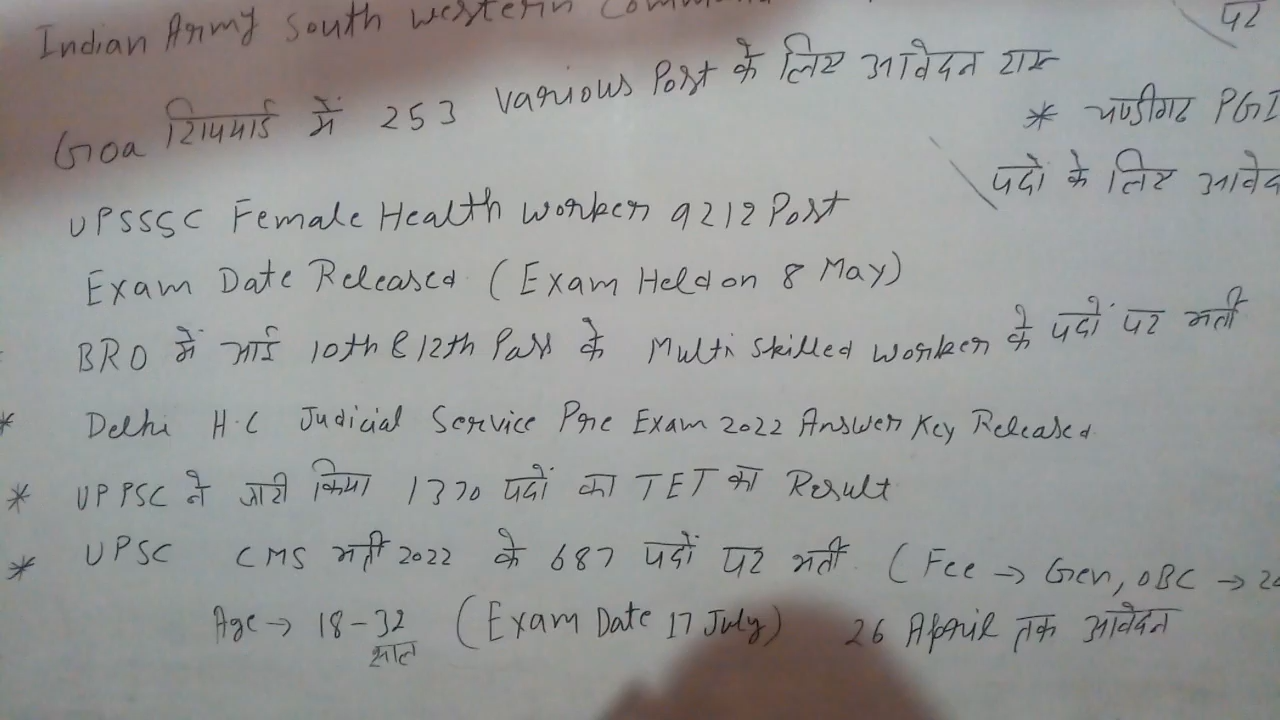 Indian Army South Western
पर
Goa में 253 various Post के लिए आवेदन
* चण्डीगढ PGI
पदों के लिए आवेद
UPSSSC Female Health worker 9212 Post
Exam Date Released (Exam Held on 8 May)
BRO में आई 10th & 12th Pass के Multi Skilled worker के पदों पर भर्ती
* Delhi H.C Judicial Service Pre Exam 2022 Answer Key Released
* UPPSC ने जारी किया 1370 पदों का TET का Result
* UPSC CMS भर्ती 2022 के 687 पदों पर भर्ती (Fee → Gen, OBC → 20
Age → 18-32 (Exam Date 17 July) 26 April तक आवेदन
साल